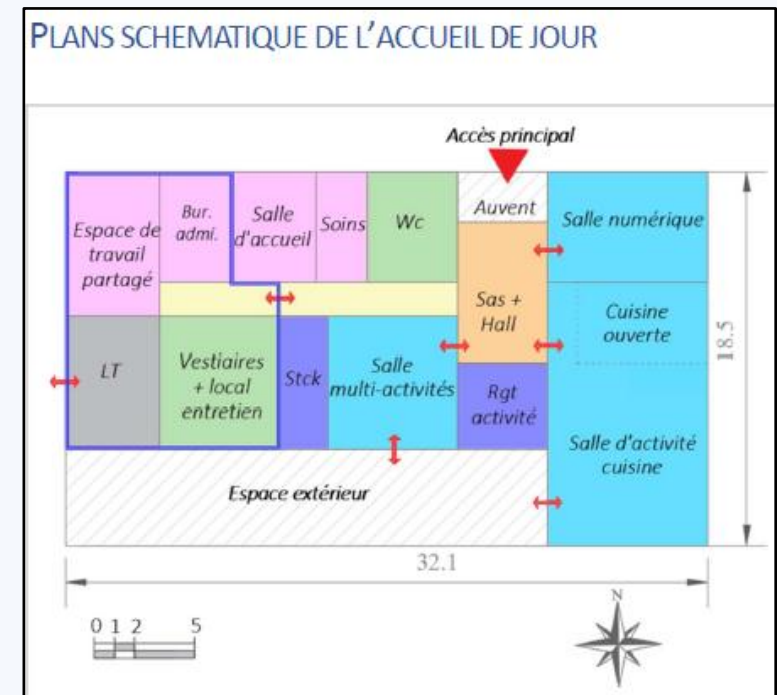 PLANS SCHEMATIQUE DE L'ACCUEIL DE JOUR
Accès principal
Espace de
travail
partagé
Bur.
admi.
Salle
d'accueil
Soins
Wc
Auvent
Salle numérique
Sas +
Hall
Cuisine
ouverte
18.5
LT
Vestiaires
+ local
entretien
Stck
Salle
multi-activités
Rgt
activité
Salle d'activité
cuisine
Espace extérieur
32.1
0 1 2 5
N